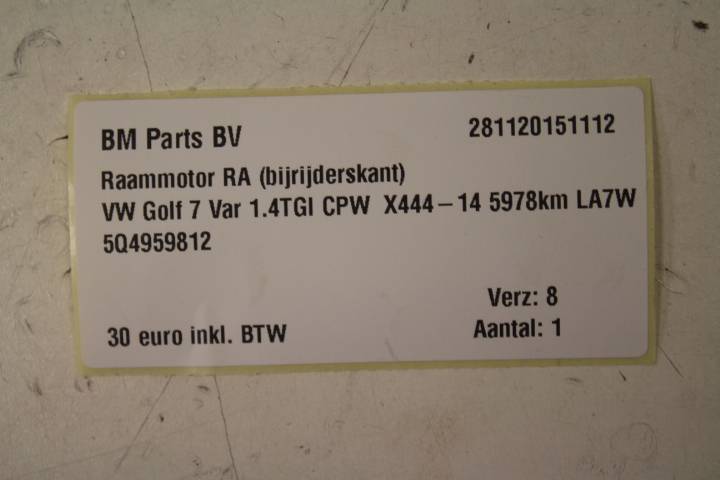 BM Parts BV 281120151112
Raammotor RA (bijrijderskant)
VW Golf 7 Var 1.4TGI CPW X444-14 5978km LA7W
5Q4959812
Verz: 8
30 euro inkl. BTW Aantal: 1